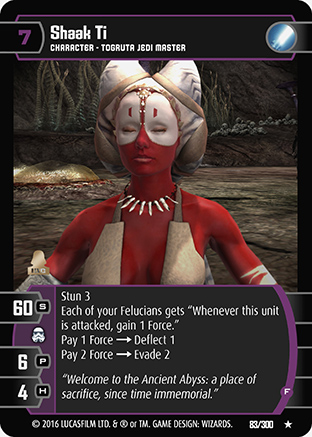 7
Shaak Ti
CHARACTER - TOGRUTA JEDI MASTER
60 S
6 P
4 H
Stun 3
Each of your Felucians gets “Whenever this unit
is attacked, gain 1 Force.”
Pay 1 Force → Deflect 1
Pay 2 Force → Evade 2
“Welcome to the Ancient Abyss: a place of
sacrifice, since time immemorial.”
F
© 2016 LUCASFILM LTD. & ® OR TM. GAME DESIGN: WIZARDS.
83/300 ★